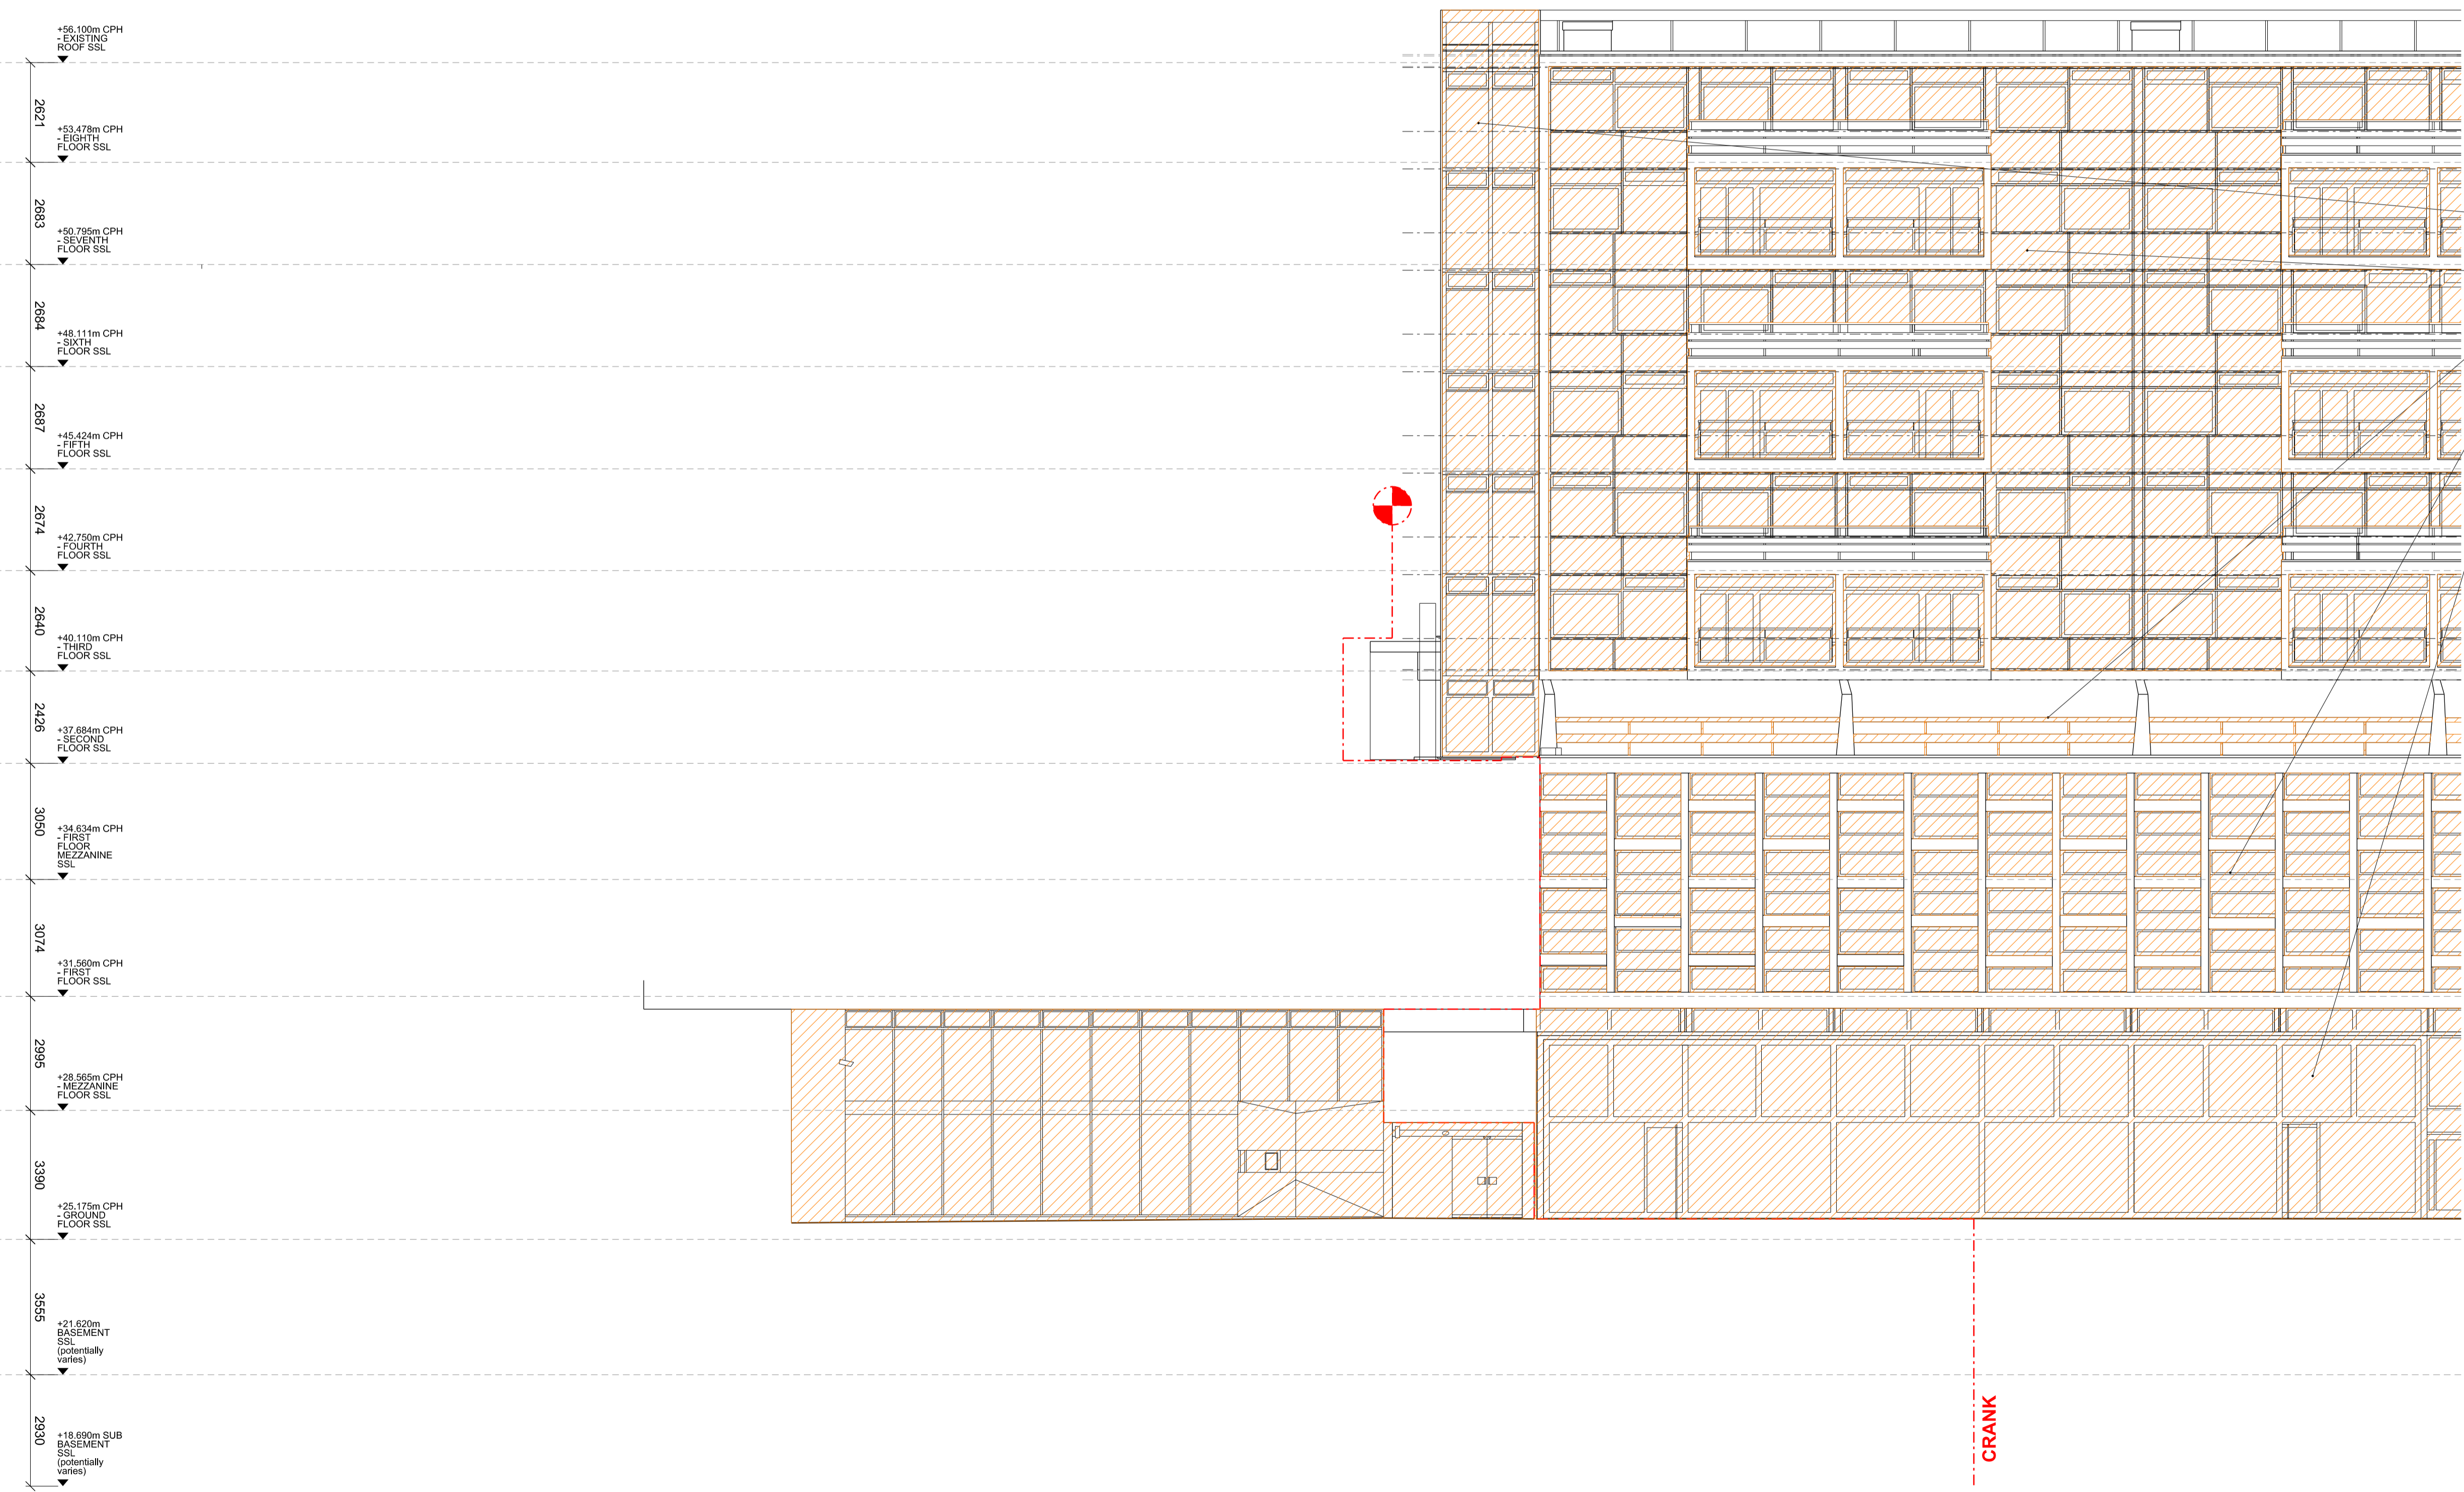 +56.100m CPH
- EXISTING
ROOF SSL
2621
+53.478m CPH
- EIGHTH
FLOOR SSL
2683
+50.795m CPH
- SEVENTH
FLOOR SSL
2684
+48.111m CPH
- SIXTH
FLOOR SSL
2687
+45.424m CPH
- FIFTH
FLOOR SSL
2674
+42.750m CPH
- FOURTH
FLOOR SSL
2640
+40.110m CPH
- THIRD
FLOOR SSL
2426
+37.684m CPH
- SECOND
FLOOR SSL
3050
+34.634m CPH
- FIRST
FLOOR
MEZZANINE
SSL
3074
+31.560m CPH
- FIRST
FLOOR SSL
2995
+28.565m CPH
- MEZZANINE
FLOOR SSL
3390
+25.175m CPH
- GROUND
FLOOR SSL
3555
+21.620m
BASEMENT
SSL
(potentially
varies)
2930
+18.690m SUB
BASEMENT
SSL
(potentially
varies)
CRANK